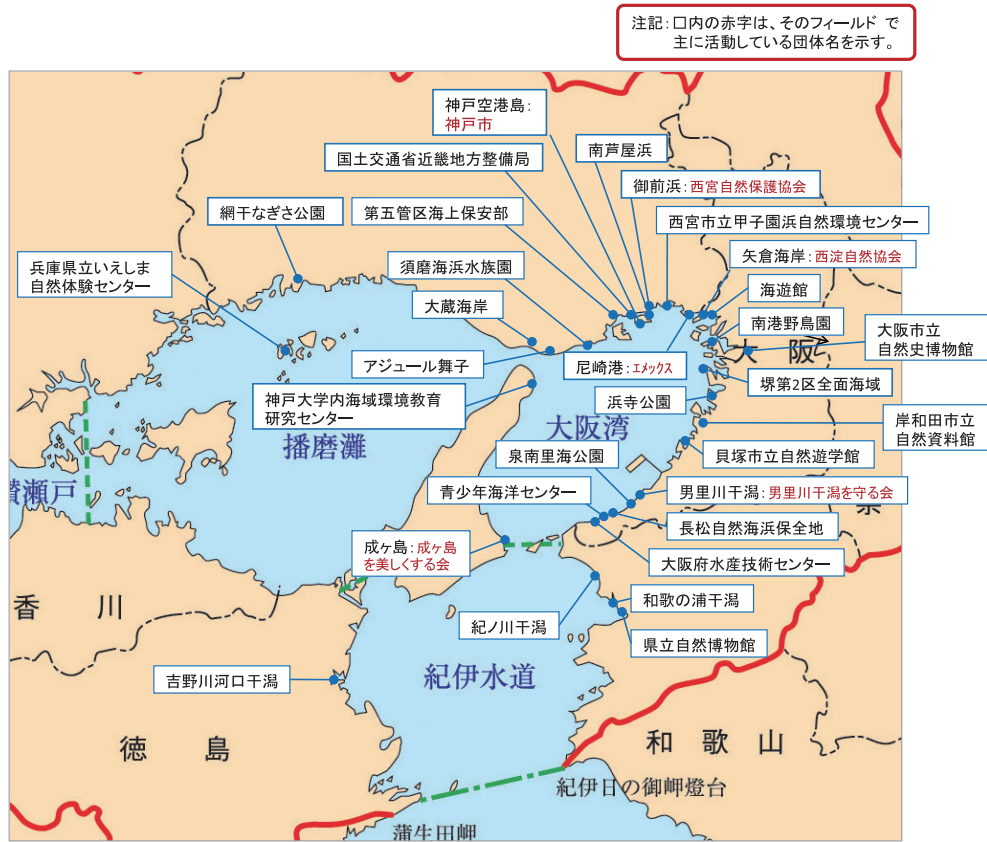 注記：口内の赤字は、そのフィールド で
主に活動している団体名を示す。
神戸空港島：
神戸市
国土交通省近畿地方整備局
南芦屋浜
御前浜：西宮自然保護協会
網干なぎさ公園
第五管区海上保安部
西宮市立甲子園浜自然環境センター
兵庫県立いえしま
自然体験センター
須磨海浜水族園
矢倉海岸：西淀自然協会
大蔵海岸
海遊館
南港野鳥園
大阪市立
自然史博物館
大阪
アジュール舞子
尼崎港：エメックス
神戸大学内海域環境教育
研究センター
堺第2区全面海域
浜寺公園
岸和田市立
自然資料館
播磨灘
大阪湾
泉南里海公園
貝塚市立自然遊学館
讃瀬戸
青少年海洋センター
男里川干潟：男里川干潟を守る会
奈
長松自然海浜保全地
成ヶ島：成ヶ島
を美しくする会
大阪府水産技術センター
香川
和歌の浦干潟
紀ノ川干潟
県立自然博物館
吉野川河口干潟
紀伊水道
徳島
和歌山
紀伊日の御岬燈台
蒲生田岬